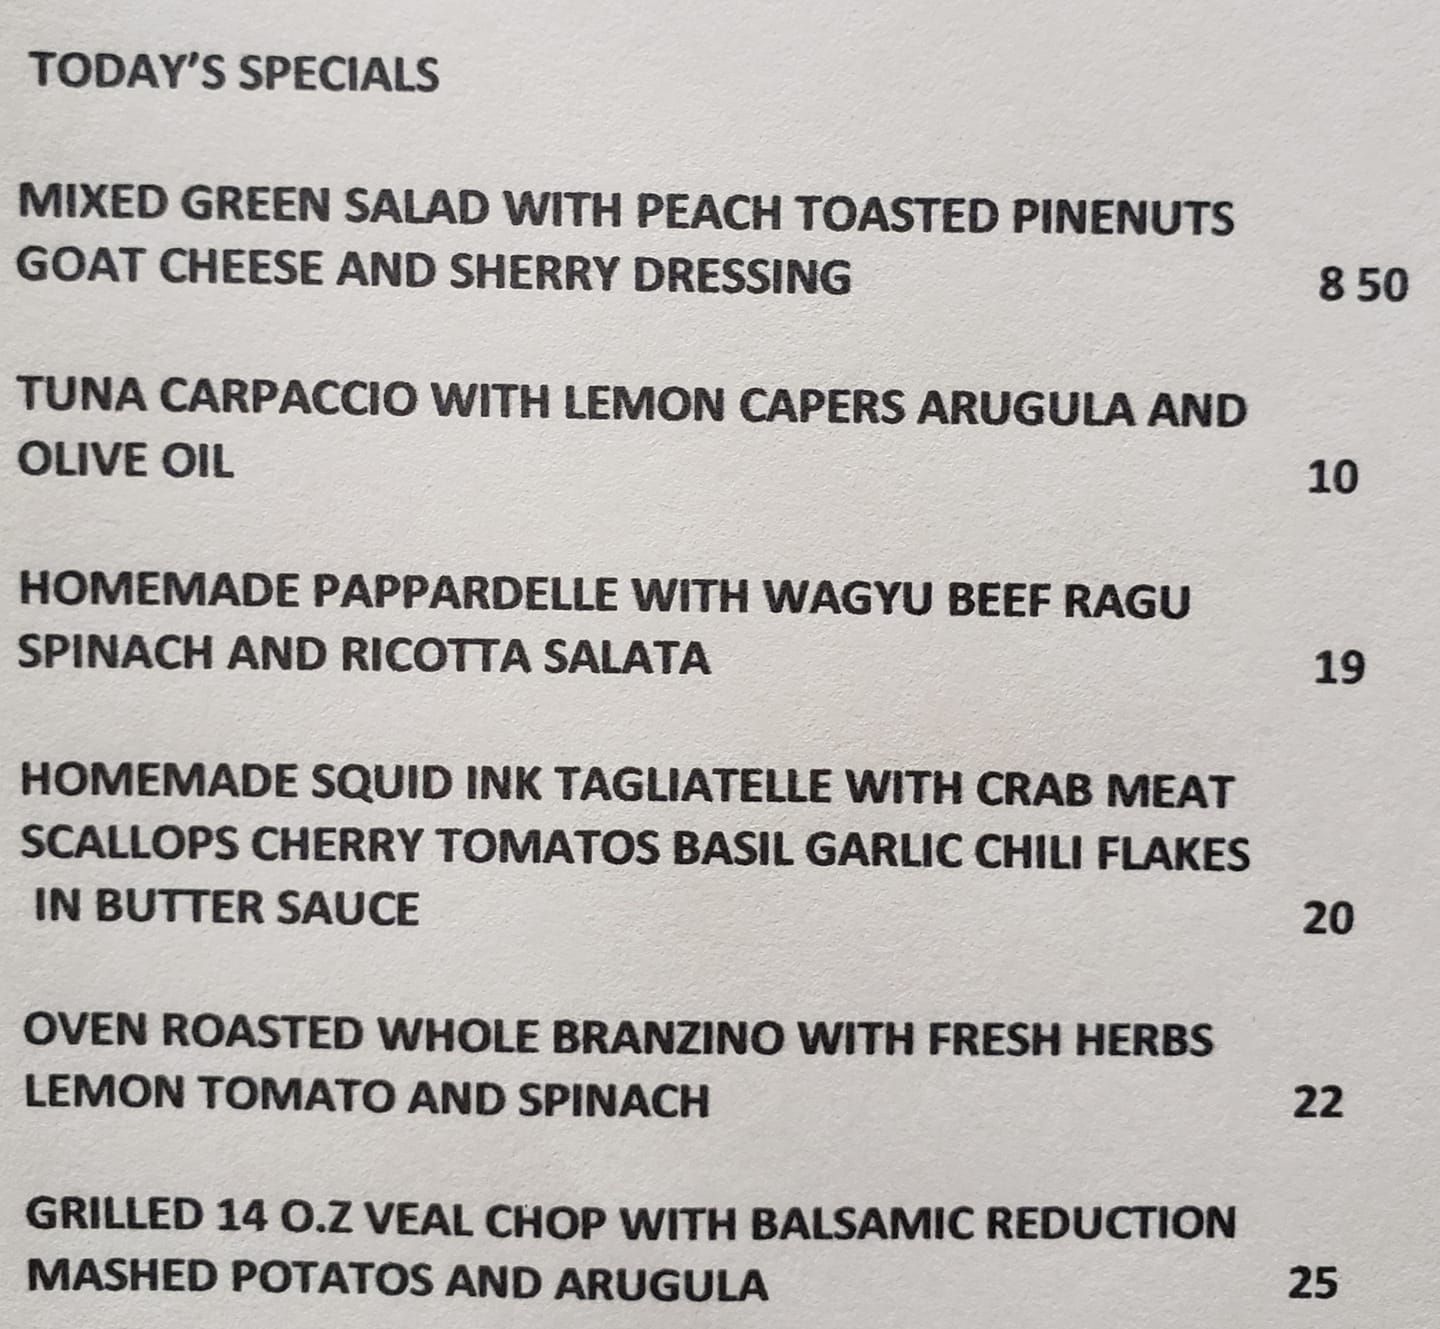 TODAY'S SPECIALS
MIXED GREEN SALAD WITH PEACH TOASTED PINENUTS
GOAT CHEESE AND SHERRY DRESSING 8 50
TUNA CARPACCIO WITH LEMON CAPERS ARUGULA AND
OLIVE OIL 10
HOMEMADE PAPPARDELLE WITH WAGYU BEEF RAGU
SPINACH AND RICOTTA SALATA 19
HOMEMADE SQUID INK TAGLIATELLE WITH CRAB MEAT
SCALLOPS CHERRY TOMATOS BASIL GARLIC CHILI FLAKES
IN BUTTER SAUCE 20
OVEN ROASTED WHOLE BRANZINO WITH FRESH HERBS
LEMON TOMATO AND SPINACH 22
GRILLED 14 O.Z VEAL CHOP WITH BALSAMIC REDUCTION
MASHED POTATOS AND ARUGULA 25